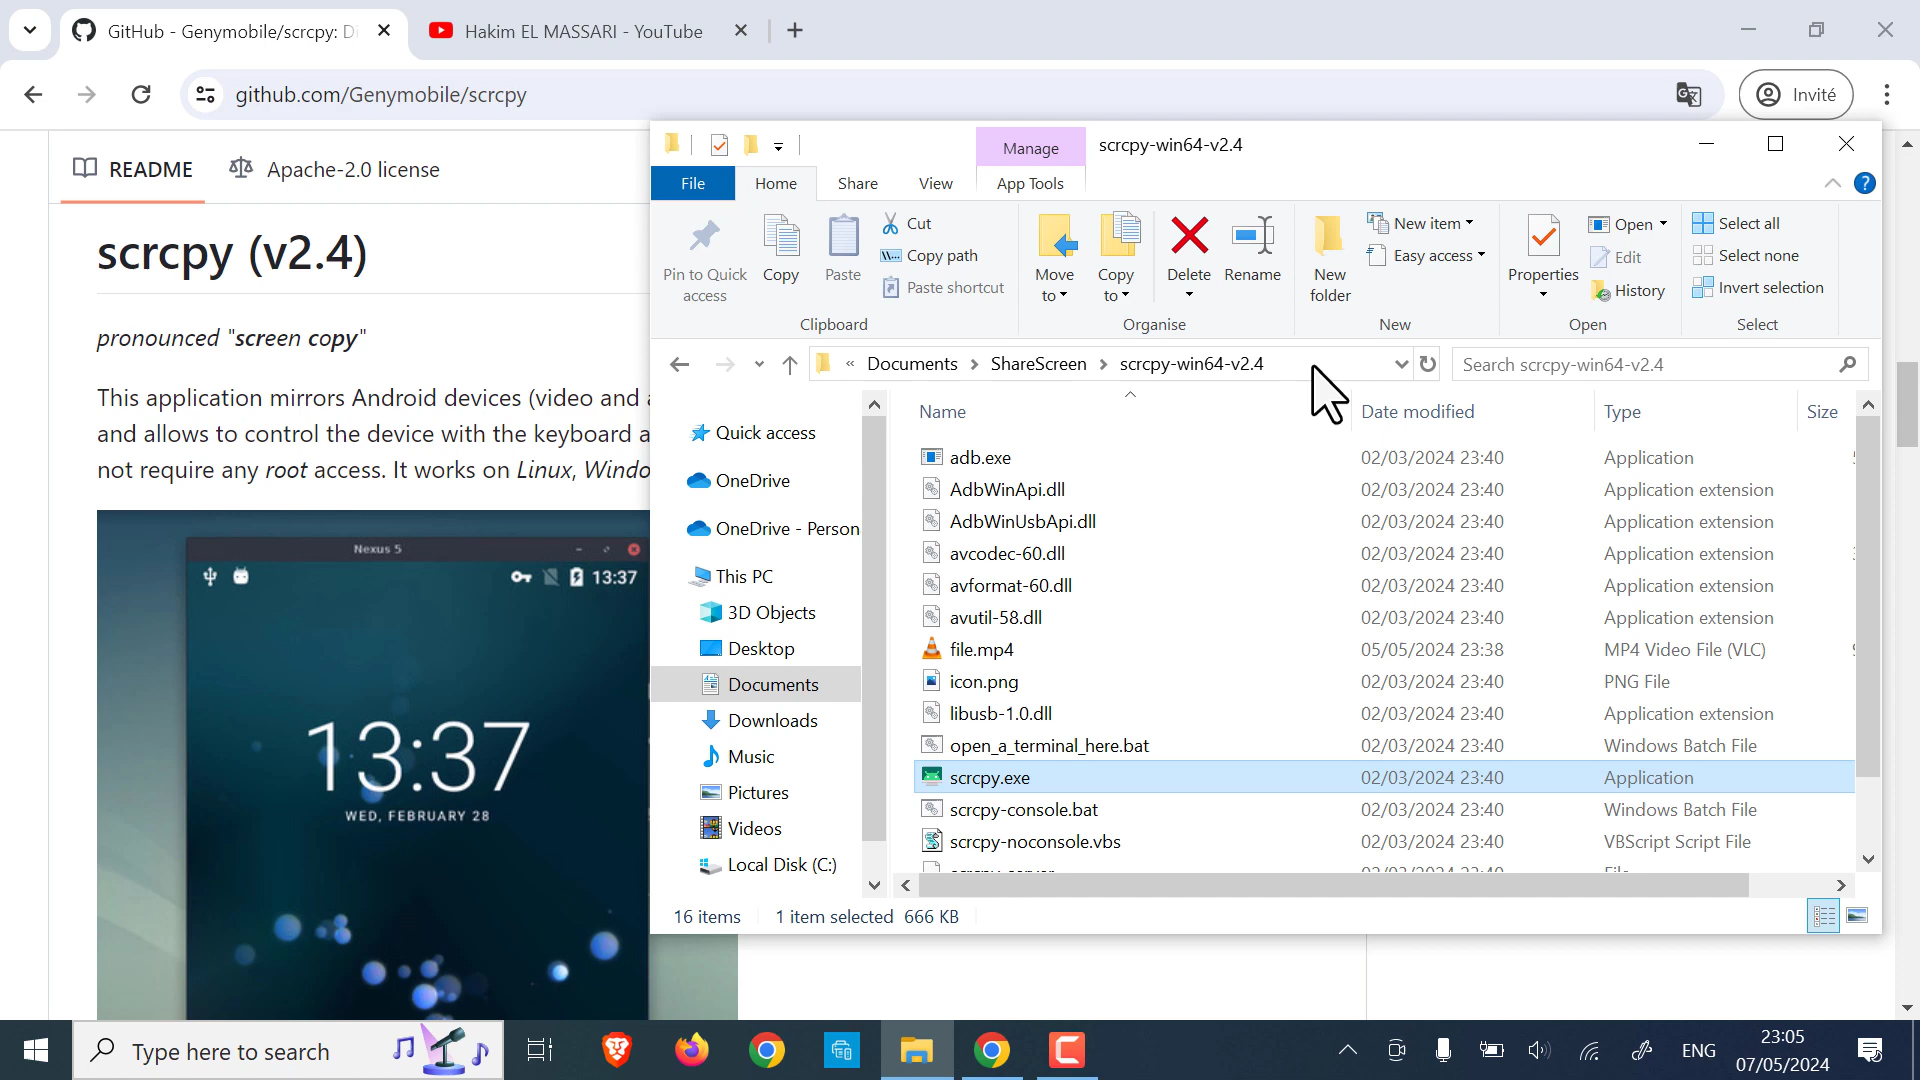 GitHub - Genymobile/scrcpy: Di
Hakim EL MASSARI - YouTube
github.com/Genymobile/scrcpy
Invité
README
Apache-2.0 license
scrcpy (v2.4)
pronounced "screen copy"
This application mirrors Android devices (video and
and allows to control the device with the keyboard
not require any root access. It works on Linux,
Nexus 5
13:37
13:37
WED, FEBRUARY 28
Manage
scrcpy-win64-v2.4
File
Home
Share
View
App Tools
Pin to Quick
access
Copy
Paste
Cut
Copy path
Paste shortcut
Clipboard
Move
to
Copy
to
Delete
Rename
Organise
New
folder
New item
Easy access
New
Properties
Open
Edit
History
Open
Select all
Select none
Invert selection
Select
« Documents > ShareScreen > scrcpy-win64-v2.4
Search scrcpy-win64-v2.4
Quick access
OneDrive
OneDrive - Person
This PC
3D Objects
Desktop
Documents
Downloads
Music
Pictures
Videos
Local Disk (C:)
Name Date modified Type Size
adb.exe 02/03/2024 23:40 Application
AdbWinApi.dll 02/03/2024 23:40 Application extension
AdbWinUsbApi.dll 02/03/2024 23:40 Application extension
avcodec-60.dll 02/03/2024 23:40 Application extension
avformat-60.dll 02/03/2024 23:40 Application extension
avutil-58.dll 02/03/2024 23:40 Application extension
file.mp4 05/05/2024 23:38 MP4 Video File (VLC)
icon.png 02/03/2024 23:40 PNG File
libusb-1.0.dll 02/03/2024 23:40 Application extension
open_a_terminal_here.bat 02/03/2024 23:40 Windows Batch File
scrcpy.exe 02/03/2024 23:40 Application
scrcpy-console.bat 02/03/2024 23:40 Windows Batch File
scrcpy-noconsole.vbs 02/03/2024 23:40 VBScript Script File
16 items 1 item selected 666 KB
Type here to search
ENG
23:05
07/05/2024